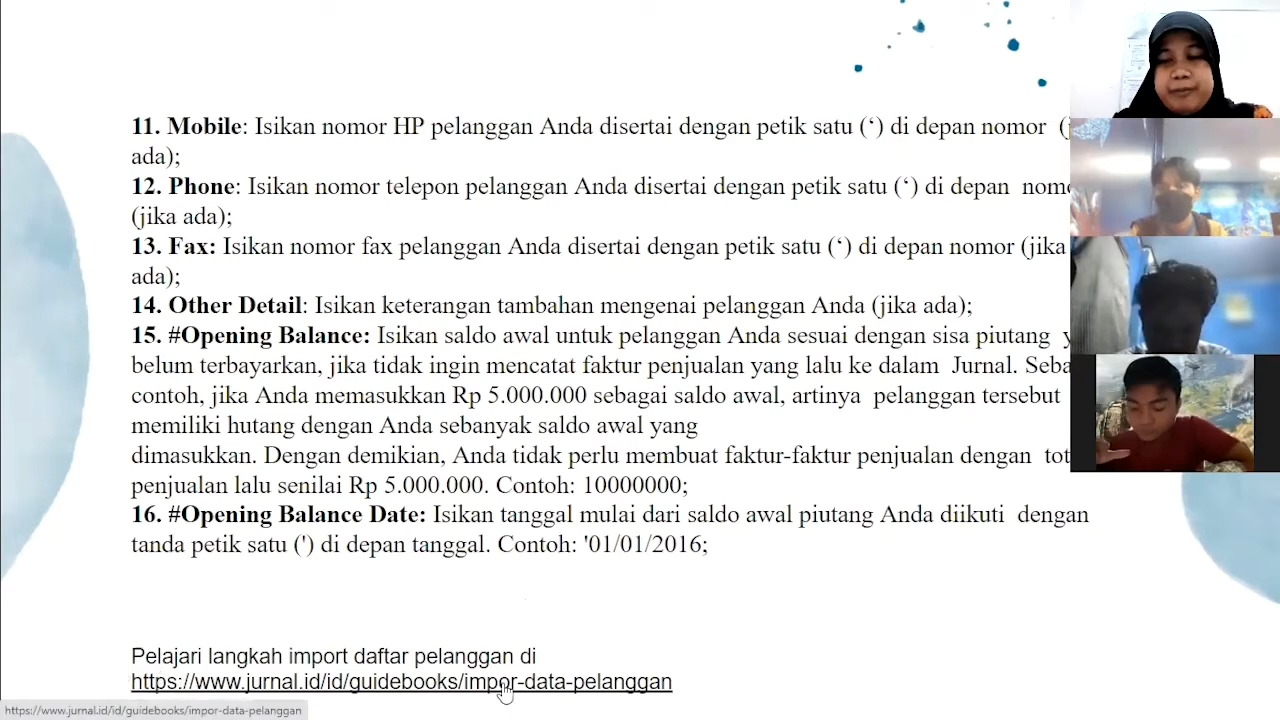 11. Mobile: Isikan nomor HP pelanggan Anda disertai dengan petik satu (‘) di depan nomor
ada);
12. Phone: Isikan nomor telepon pelanggan Anda disertai dengan petik satu (‘) di depan
(jika ada);
13. Fax: Isikan nomor fax pelanggan Anda disertai dengan petik satu (‘) di depan nomor (jika
ada);
14. Other Detail: Isikan keterangan tambahan mengenai pelanggan Anda (jika ada);
15. #Opening Balance: Isikan saldo awal untuk pelanggan Anda sesuai dengan sisa piutang
belum terbayarkan, jika tidak ingin mencatat faktur penjualan yang lalu ke dalam Jurnal.
contoh, jika Anda memasukkan Rp 5.000.000 sebagai saldo awal, artinya pelanggan tersebut
memiliki hutang dengan Anda sebanyak saldo awal yang
dimasukkan. Dengan demikian, Anda tidak perlu membuat faktur-faktur penjualan dengan
penjualan lalu senilai Rp 5.000.000. Contoh: 10000000;
16. #Opening Balance Date: Isikan tanggal mulai dari saldo awal piutang Anda diikuti dengan
tanda petik satu (') di depan tanggal. Contoh: '01/01/2016;
Pelajari langkah import daftar pelanggan di
https://www.jurnal.id/id/guidebooks/impor-data-pelanggan
https://www.jurnal.id/id/guidebooks/impor-data-pelanggan